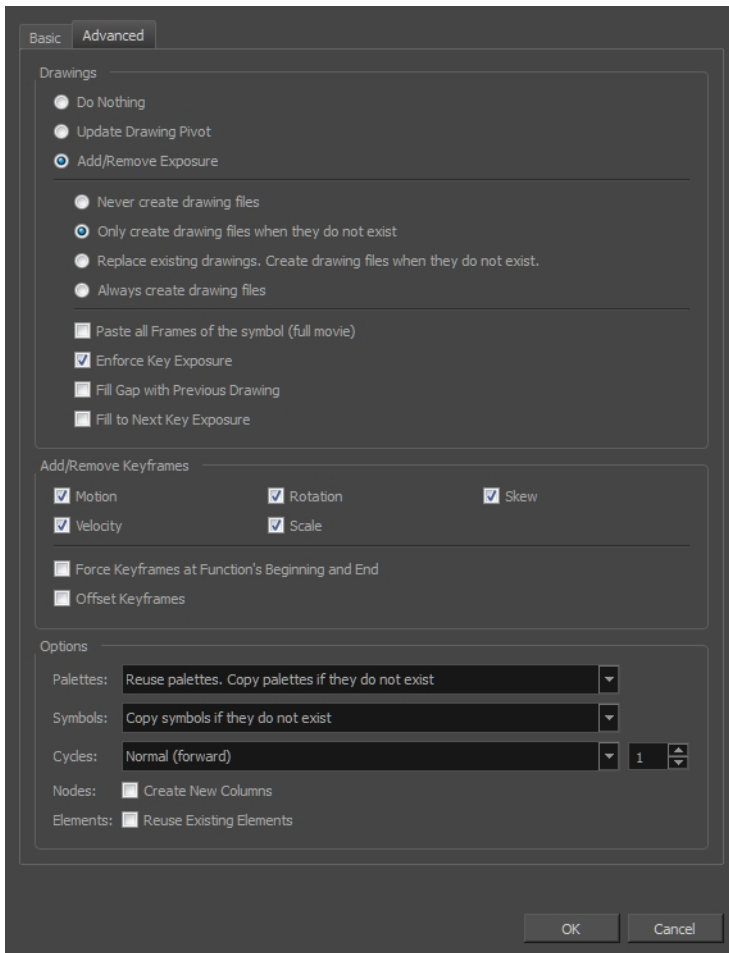 Basic Advanced
Drawings
Do Nothing
Update Drawing Pivot
Add/Remove Exposure
Never create drawing files
Only create drawing files when they do not exist
Replace existing drawings. Create drawing files when they do not exist.
Always create drawing files
Paste all Frames of the symbol (full movie)
Enforce Key Exposure
Fill Gap with Previous Drawing
Fill to Next Key Exposure
Add/Remove Keyframes
Motion Rotation Skew
Velocity Scale
Force Keyframes at Function's Beginning and End
Offset Keyframes
Options
Palettes: Reuse palettes. Copy palettes if they do not exist
Symbols: Copy symbols if they do not exist
Cycles: Normal (forward) 1
Nodes: Create New Columns
Elements: Reuse Existing Elements
OK Cancel